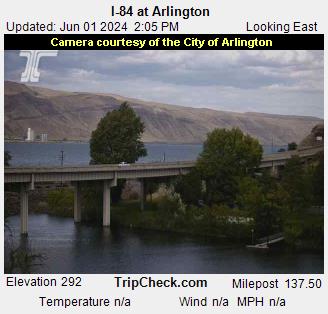 I-84 at Arlington
Updated: Jun 01 2024 2:05 PM Looking East
Camera courtesy of the City of Arlington
Elevation 292 TripCheck.com Milepost 137.50
Temperature n/a Wind n/a MPH n/a